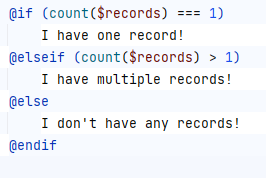 @if (count($records) === 1)
    I have one record!
@elseif (count($records) > 1)
    I have multiple records!
@else
    I don't have any records!
@endif